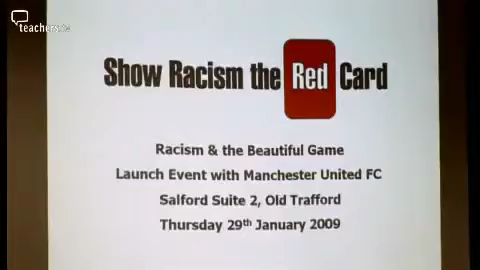 teachers.tv
Show Racism the Red Card
Racism & the Beautiful Game
Launch Event with Manchester United FC
Salford Suite 2, Old Trafford
Thursday 29th January 2009